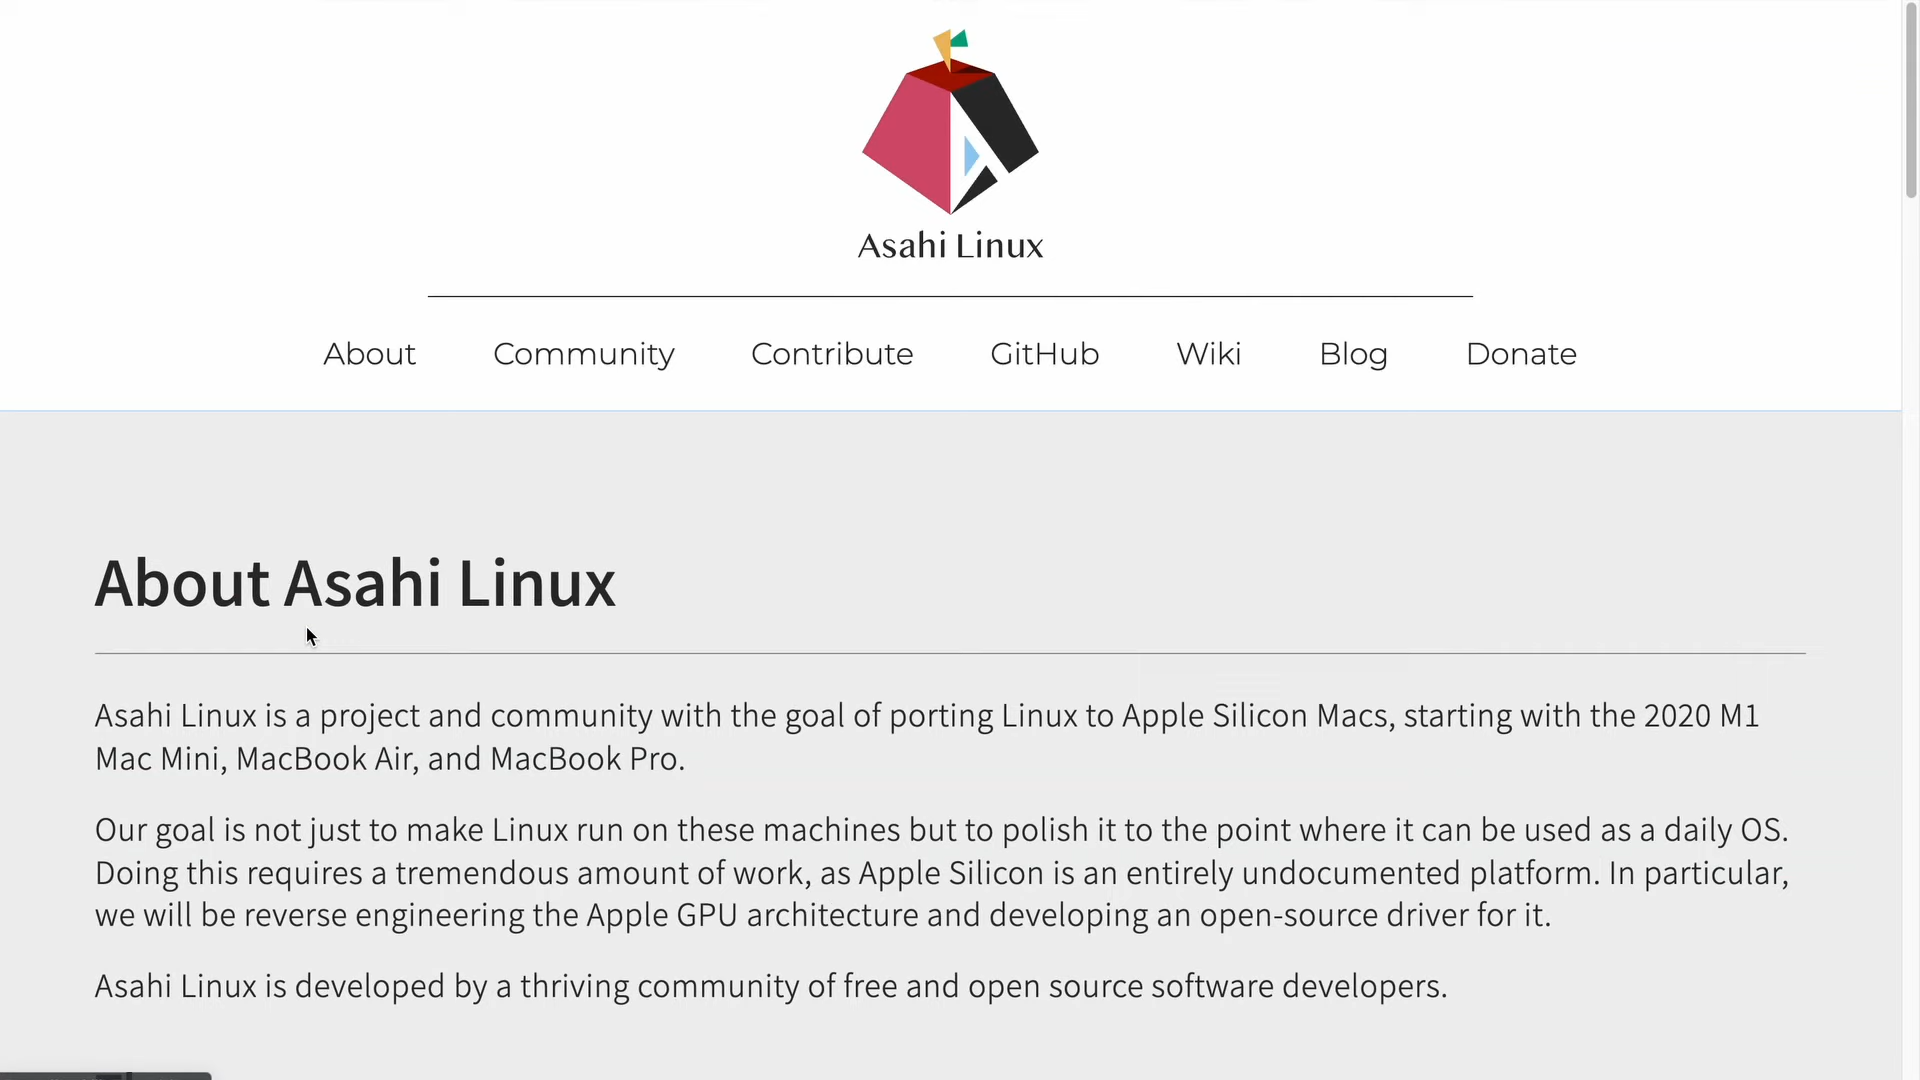 Asahi Linux
About Community Contribute GitHub Wiki Blog Donate
About Asahi Linux
Asahi Linux is a project and community with the goal of porting Linux to Apple Silicon Macs, starting with the 2020 M1
Mac Mini, MacBook Air, and MacBook Pro.
Our goal is not just to make Linux run on these machines but to polish it to the point where it can be used as a daily OS.
Doing this requires a tremendous amount of work, as Apple Silicon is an entirely undocumented platform. In particular,
we will be reverse engineering the Apple GPU architecture and developing an open-source driver for it.
Asahi Linux is developed by a thriving community of free and open source software developers.